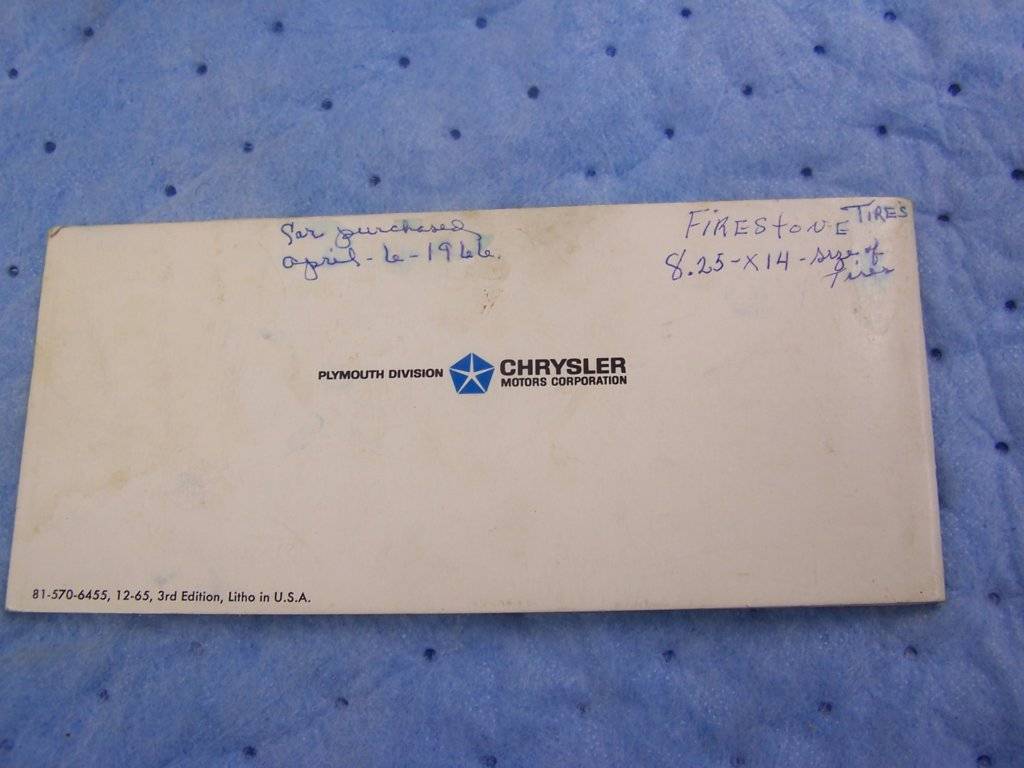 Car purchased
april-6-1966.
FIRESTONE TIRES
8.25-X14-size of
Tires
PLYMOUTH DIVISION CHRYSLER
MOTORS CORPORATION
81-570-6455, 12-65, 3rd Edition, Litho in U.S.A.